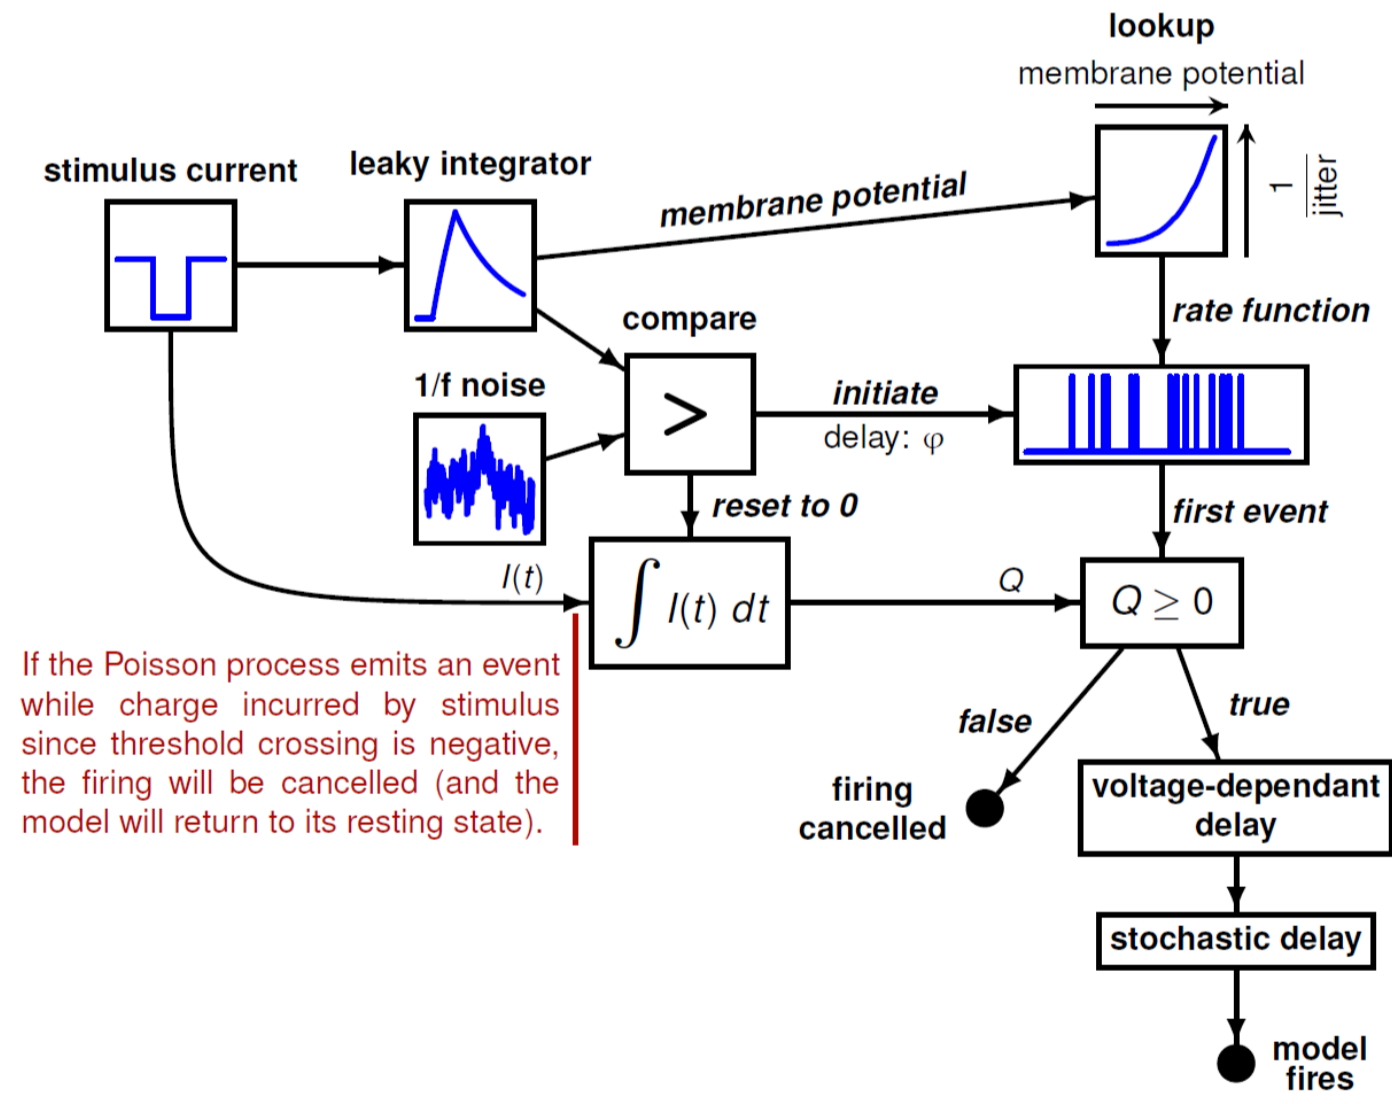 lookup
membrane potential
1
jitter
stimulus current
leaky integrator
membrane potential
rate function
compare
>
1/f noise
initiate
delay: φ
reset to 0
first event
I(t)
∫ I(t) dt
Q
Q ≥ 0
If the Poisson process emits an event
while charge incurred by stimulus
since threshold crossing is negative,
the firing will be cancelled (and the
model will return to its resting state).
false
true
firing
cancelled
voltage-dependant
delay
stochastic delay
model
fires